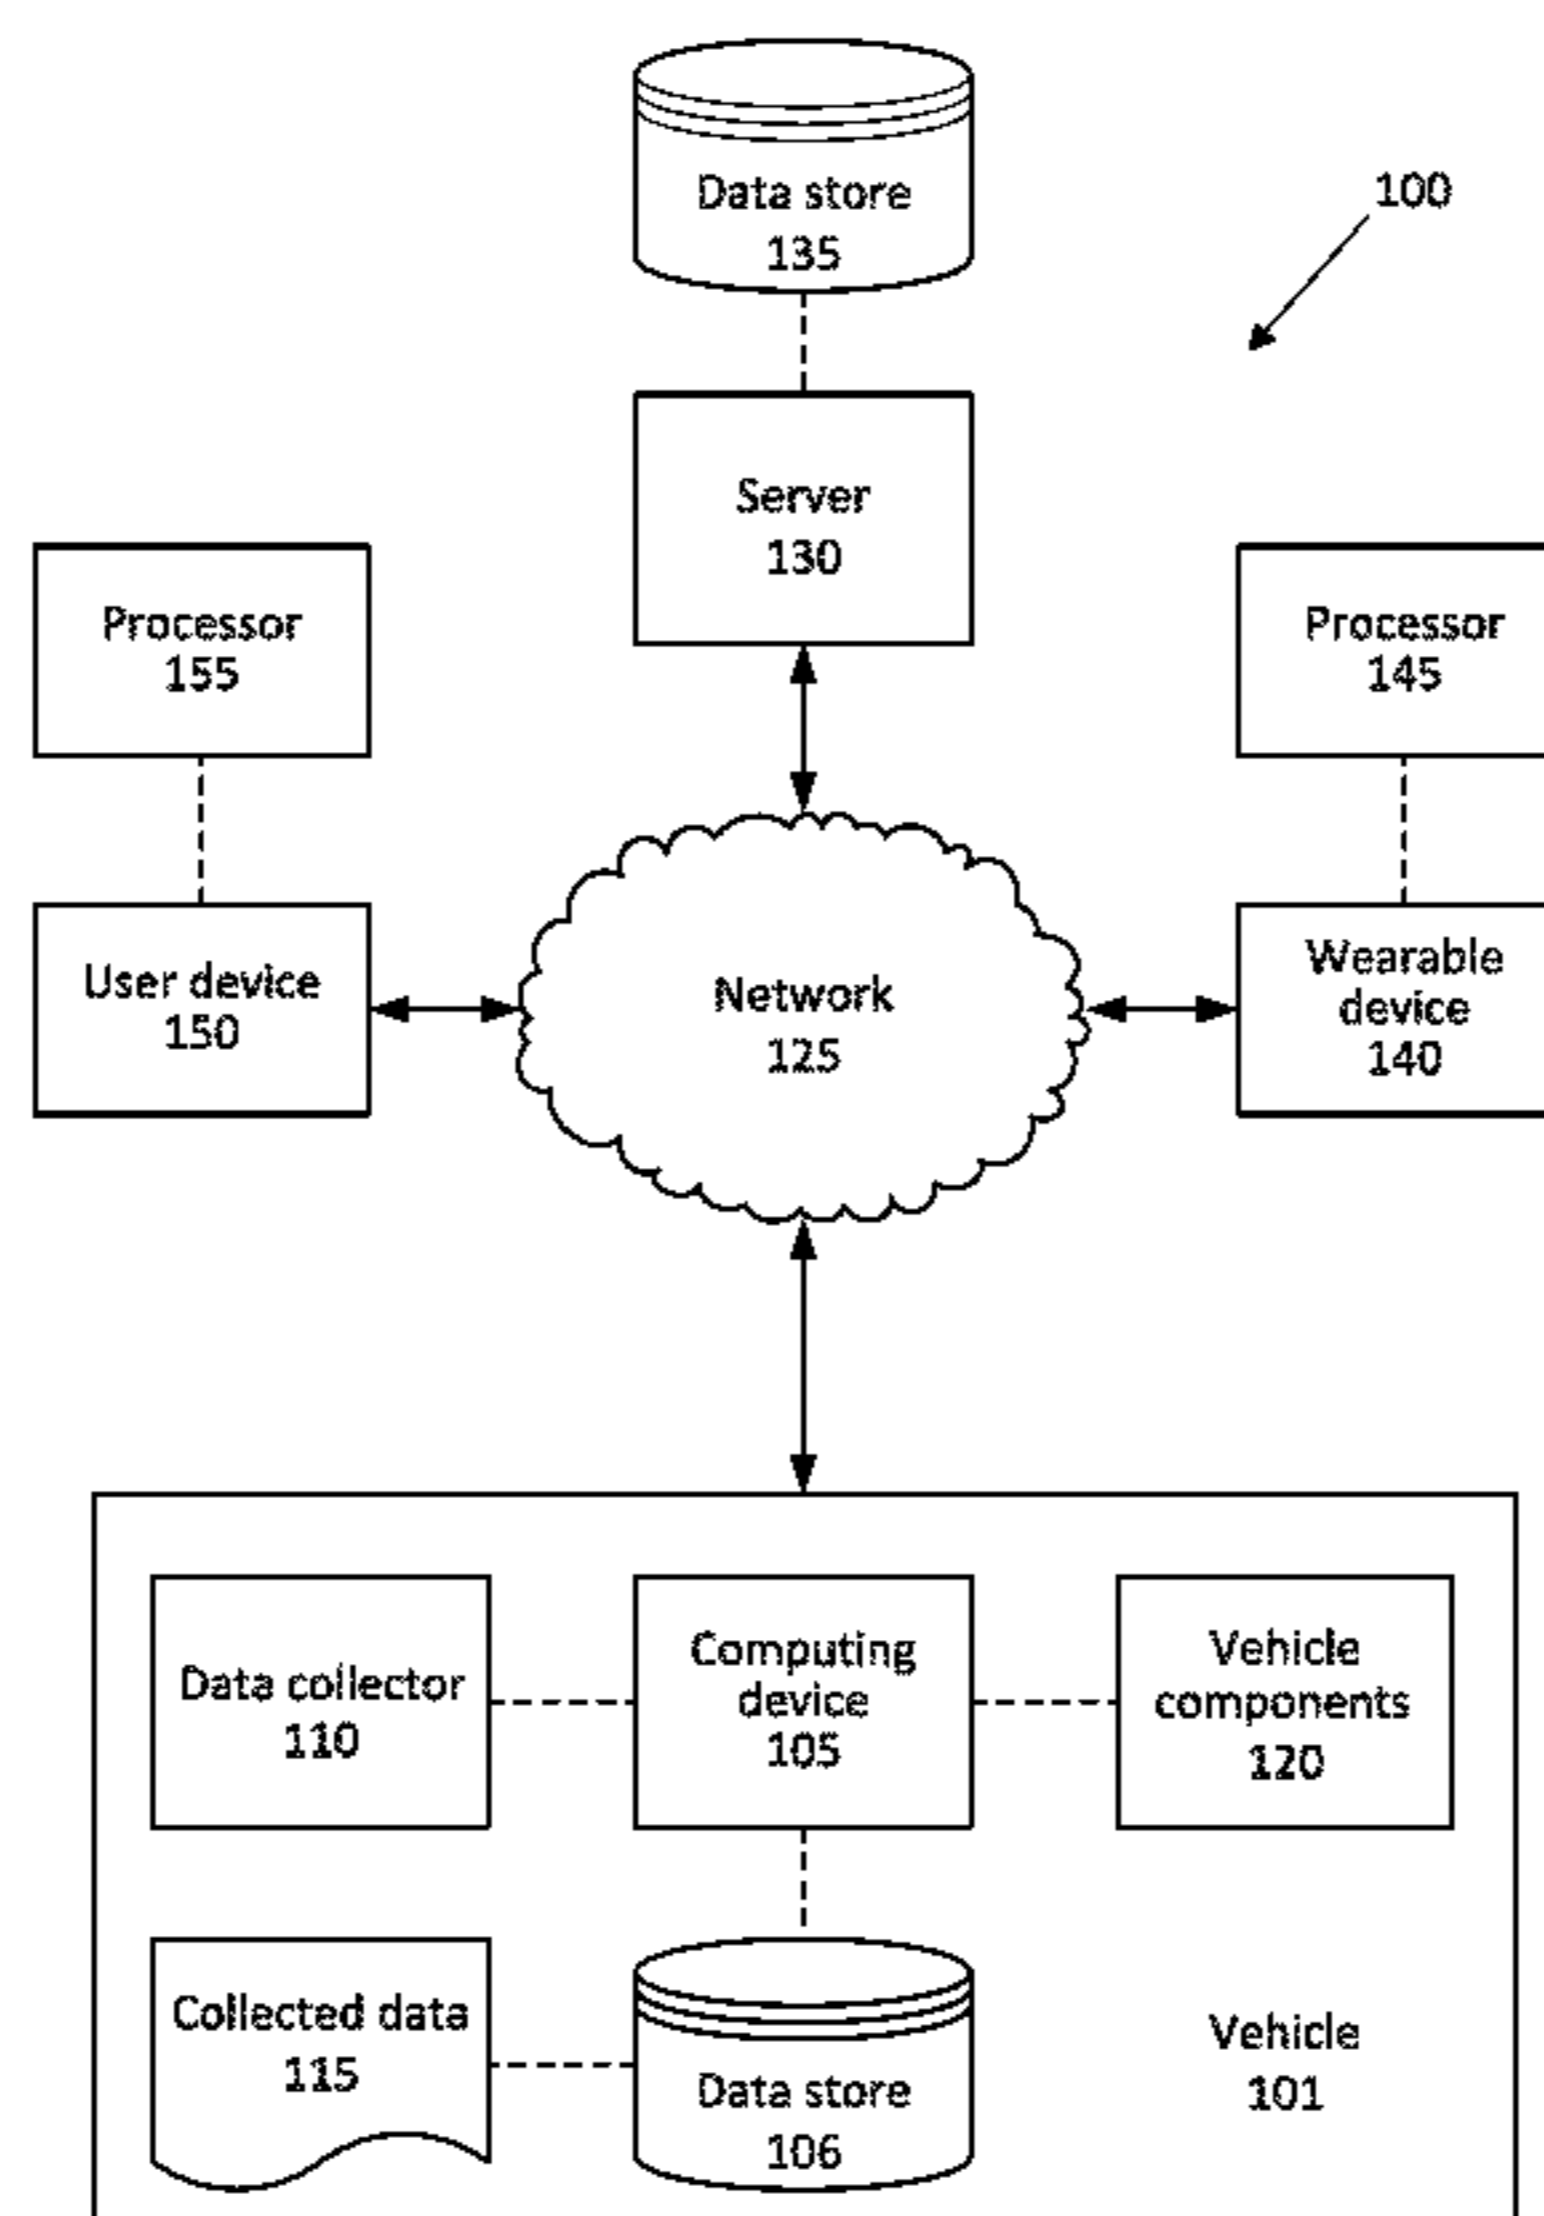 Data store
135
100
Server
130
Processor
155
Processor
145
User device
150
Network
125
Wearable
device
140
Data collector
110
Computing
device
105
Vehicle
components
120
Collected data
115
Data store
106
Vehicle
101